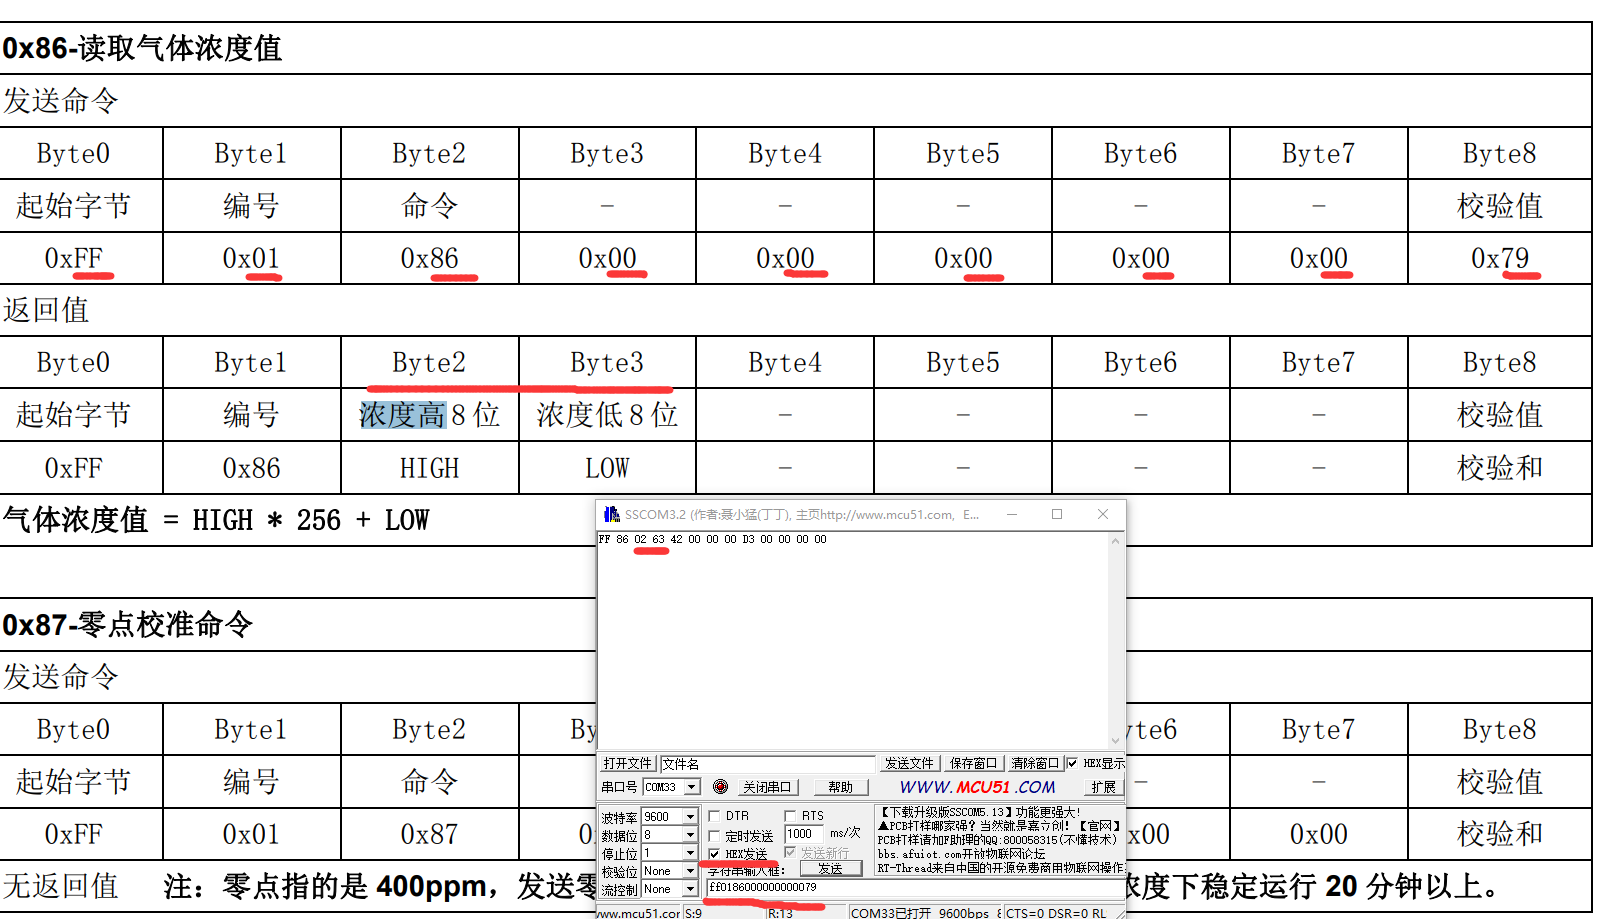 0x86-读取气体浓度值
发送命令
Byte0 Byte1 Byte2 Byte3 Byte4 Byte5 Byte6 Byte7 Byte8
起始字节 编号 命令 - - - - - 校验值
0xFF 0x01 0x86 0x00 0x00 0x00 0x00 0x00 0x79
返回值
Byte0 Byte1 Byte2 Byte3 Byte4 Byte5 Byte6 Byte7 Byte8
起始字节 编号 浓度高8位 浓度低8位 - - - - 校验值
0xFF 0x86 HIGH LOW - - - - 校验和
气体浓度值 = HIGH * 256 + LOW
SSCOM3.2 (作者:聂小猛(丁丁), 主页http://www.mcu51.com, E...
FF 86 02 63 42 00 00 00 D3 00 00 00 00
0x87-零点校准命令
发送命令
Byte0 Byte1 Byte2 By yte6 Byte7 Byte8
起始字节 编号 命令 - - 校验值
0xFF 0x01 0x87 0 x00 0x00 校验和
无返回值 注：零点指的是 400ppm，发送零 浓度下稳定运行 20 分钟以上。
打开文件 文件名 发送文件 保存窗口 清除窗口 HEX显示
串口号 COM33 关闭串口 帮助 WWW.MCU51.COM 扩展
波特率 9600 DTR RTS
数据位 8 定时发送 1000 ms/次
停止位 1 HEX发送 发送新行
校验位 None 字符串输入框: 发送
流控制 None ff0186000000000079
【下载升级版SSCOM5.13】功能更强大!
▲PCB打样哪家强? 当然就是嘉立创! 【官网】
PCB打样请加F助理的QQ:800058315(不懂技术)
bbs.afuiot.com开放物联网论坛
RT-Thread来自中国的开源免费商用物联网操作
www.mcu51.cor S:9 R:13 COM33已打开 9600bps 8 CTS=0 DSR=0 RL